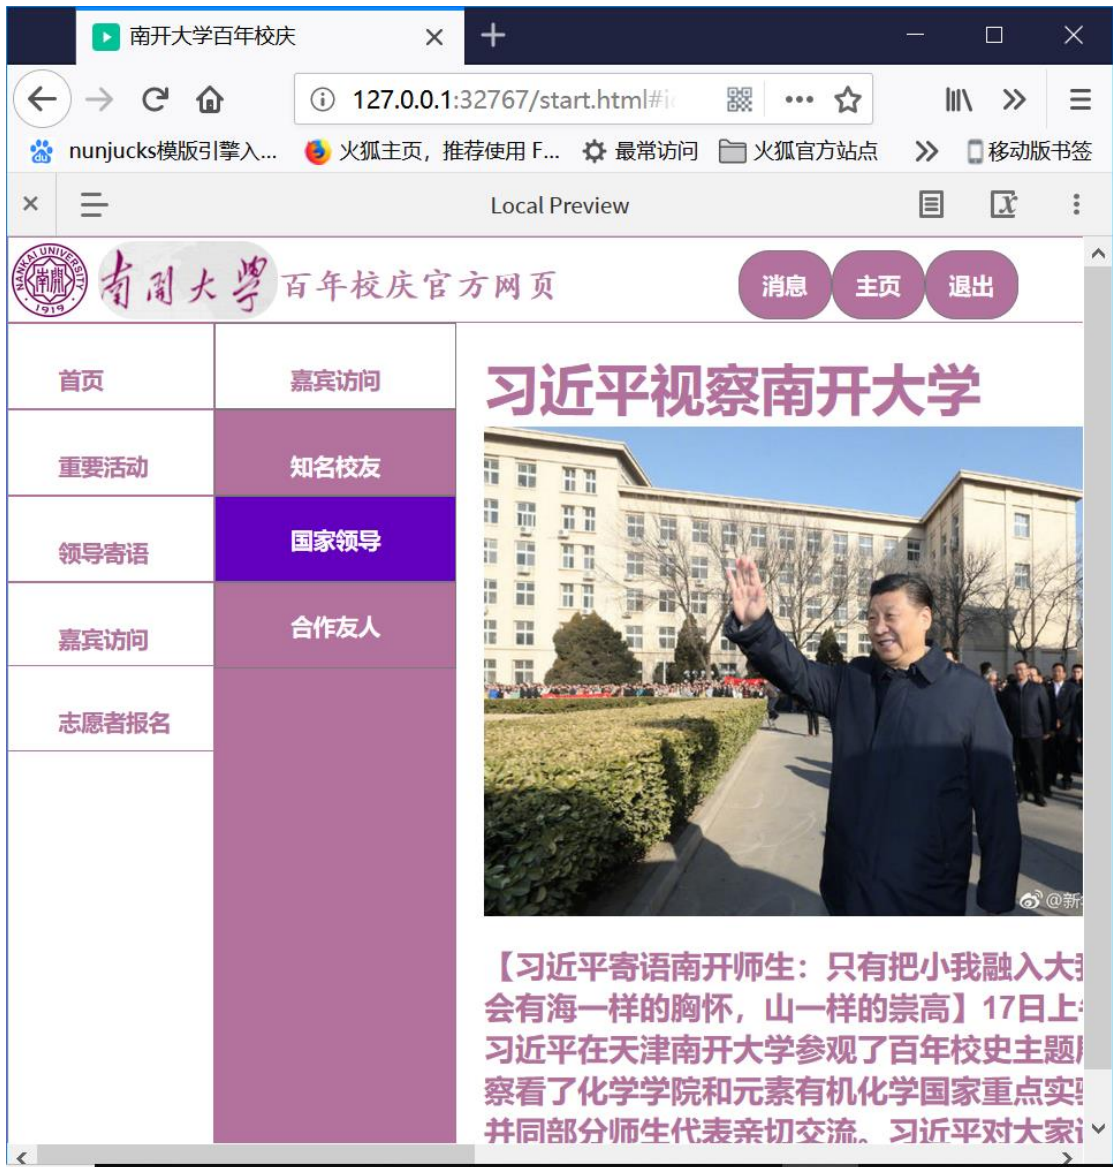 南开大学百年校庆
127.0.0.1:32767/start.html#i
nunjucks模版引擎入...
火狐主页，推荐使用 F...
最常访问
火狐官方站点
移动版书签
Local Preview
NANKAI UNIVERSITY
南開
1919
南開大學
百年校庆官方网页
消息
主页
退出
首页
重要活动
领导寄语
嘉宾访问
志愿者报名
嘉宾访问
知名校友
国家领导
合作友人
习近平视察南开大学
@新
【习近平寄语南开师生：只有把小我融入大
会有海一样的胸怀，山一样的崇高】17日上
习近平在天津南开大学参观了百年校史主题
察看了化学学院和元素有机化学国家重点实
并同部分师生代表亲切交流。习近平对大家